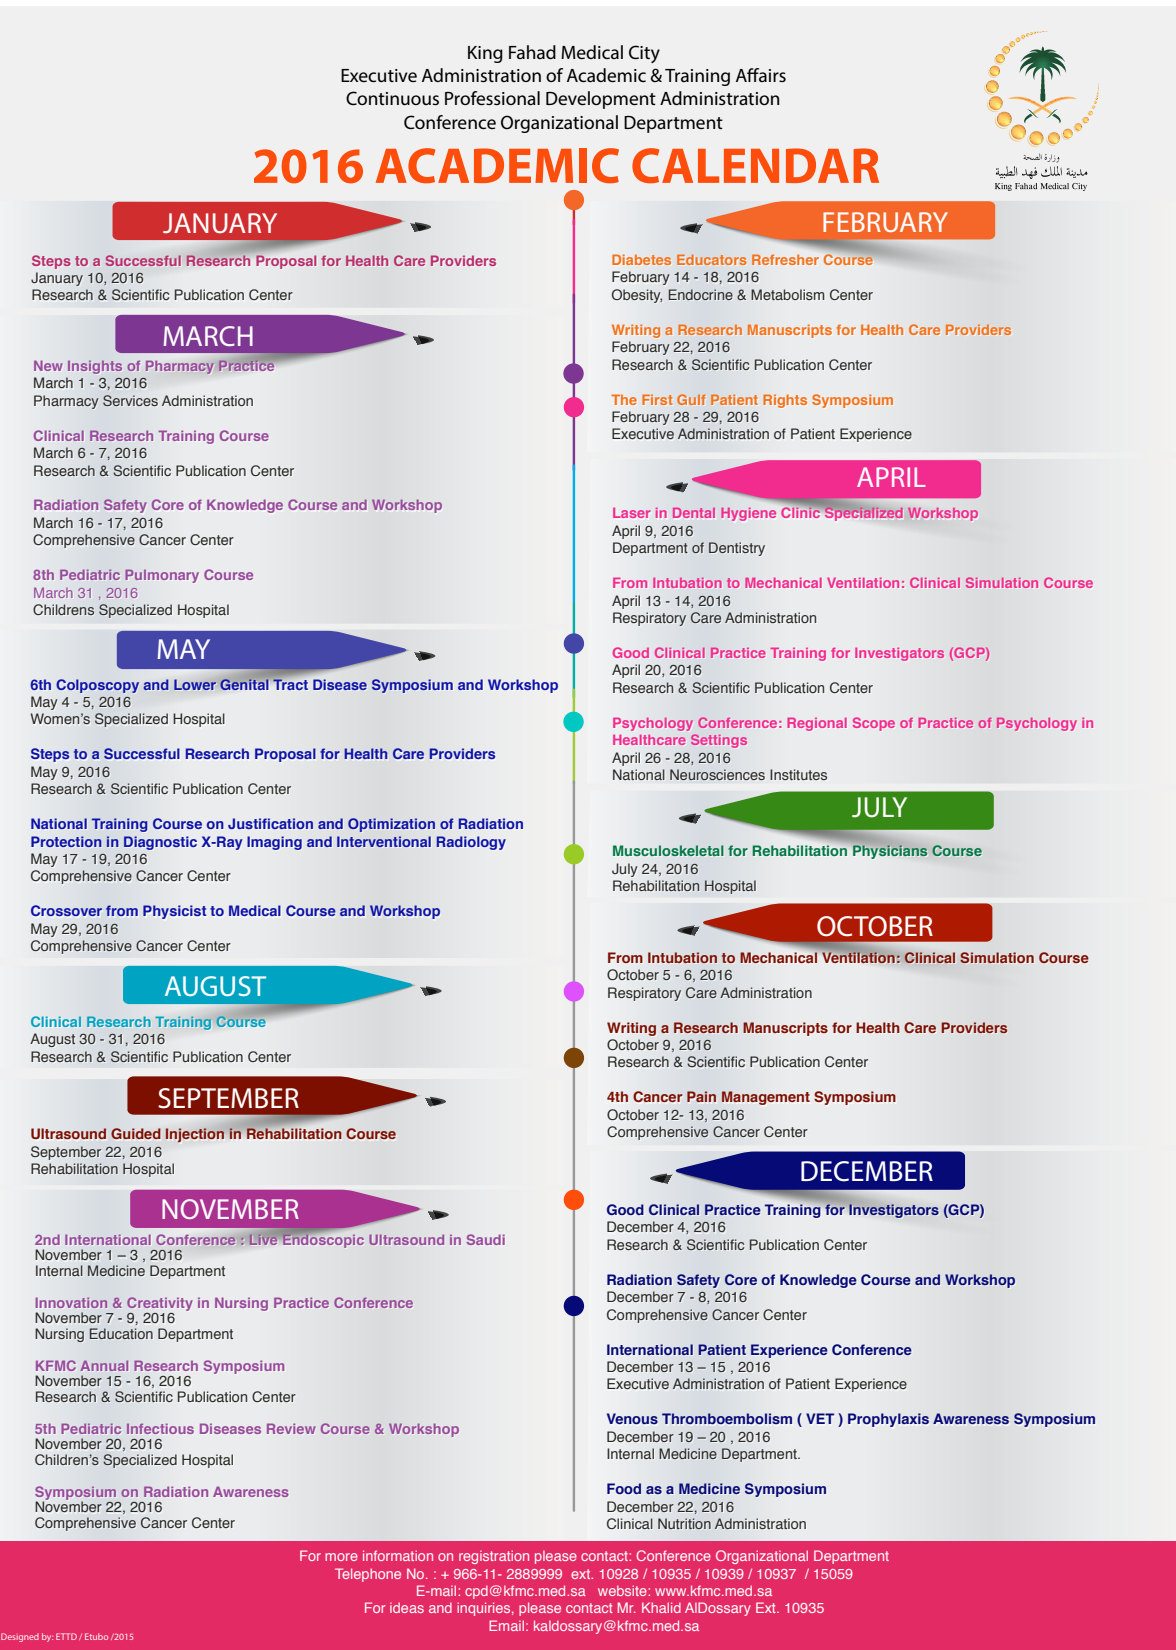 King Fahad Medical City
Executive Administration of Academic & Training Affairs
Continuous Professional Development Administration
Conference Organizational Department
2016 ACADEMIC CALENDAR
وزارة الصحة
مدينة الملك فهد الطبية
King Fahad Medical City
JANUARY
Steps to a Successful Research Proposal for Health Care Providers
January 10, 2016
Research & Scientific Publication Center
FEBRUARY
Diabetes Educators Refresher Course
February 14 - 18, 2016
Obesity, Endocrine & Metabolism Center
Writing a Research Manuscripts for Health Care Providers
February 22, 2016
Research & Scientific Publication Center
The First Gulf Patient Rights Symposium
February 28 - 29, 2016
Executive Administration of Patient Experience
MARCH
New Insights of Pharmacy Practice
March 1 - 3, 2016
Pharmacy Services Administration
Clinical Research Training Course
March 6 - 7, 2016
Research & Scientific Publication Center
Radiation Safety Core of Knowledge Course and Workshop
March 16 - 17, 2016
Comprehensive Cancer Center
8th Pediatric Pulmonary Course
March 31 , 2016
Childrens Specialized Hospital
APRIL
Laser in Dental Hygiene Clinic Specialized Workshop
April 9, 2016
Department of Dentistry
From Intubation to Mechanical Ventilation: Clinical Simulation Course
April 13 - 14, 2016
Respiratory Care Administration
Good Clinical Practice Training for Investigators (GCP)
April 20, 2016
Research & Scientific Publication Center
Psychology Conference: Regional Scope of Practice of Psychology in
Healthcare Settings
April 26 - 28, 2016
National Neurosciences Institutes
MAY
6th Colposcopy and Lower Genital Tract Disease Symposium and Workshop
May 4 - 5, 2016
Women's Specialized Hospital
Steps to a Successful Research Proposal for Health Care Providers
May 9, 2016
Research & Scientific Publication Center
National Training Course on Justification and Optimization of Radiation
Protection in Diagnostic X-Ray Imaging and Interventional Radiology
May 17 - 19, 2016
Comprehensive Cancer Center
Crossover from Physicist to Medical Course and Workshop
May 29, 2016
Comprehensive Cancer Center
JULY
Musculoskeletal for Rehabilitation Physicians Course
July 24, 2016
Rehabilitation Hospital
AUGUST
Clinical Research Training Course
August 30 - 31, 2016
Research & Scientific Publication Center
SEPTEMBER
Ultrasound Guided Injection in Rehabilitation Course
September 22, 2016
Rehabilitation Hospital
OCTOBER
From Intubation to Mechanical Ventilation: Clinical Simulation Course
October 5 - 6, 2016
Respiratory Care Administration
Writing a Research Manuscripts for Health Care Providers
October 9, 2016
Research & Scientific Publication Center
4th Cancer Pain Management Symposium
October 12- 13, 2016
Comprehensive Cancer Center
NOVEMBER
2nd International Conference : Live Endoscopic Ultrasound in Saudi
November 1 – 3 , 2016
Internal Medicine Department
Innovation & Creativity in Nursing Practice Conference
November 7 - 9, 2016
Nursing Education Department
KFMC Annual Research Symposium
November 15 - 16, 2016
Research & Scientific Publication Center
5th Pediatric Infectious Diseases Review Course & Workshop
November 20, 2016
Children's Specialized Hospital
Symposium on Radiation Awareness
November 22, 2016
Comprehensive Cancer Center
DECEMBER
Good Clinical Practice Training for Investigators (GCP)
December 4, 2016
Research & Scientific Publication Center
Radiation Safety Core of Knowledge Course and Workshop
December 7 - 8, 2016
Comprehensive Cancer Center
International Patient Experience Conference
December 13 – 15 , 2016
Executive Administration of Patient Experience
Venous Thromboembolism ( VET ) Prophylaxis Awareness Symposium
December 19 – 20 , 2016
Internal Medicine Department.
Food as a Medicine Symposium
December 22, 2016
Clinical Nutrition Administration
For more information on registration please contact: Conference Organizational Department
Telephone No. : + 966-11- 2889999 ext. 10928 / 10935 / 10939 / 10937 / 15059
E-mail: cpd@kfmc.med.sa website: www.kfmc.med.sa
For ideas and inquiries, please contact Mr. Khalid AlDossary Ext. 10935
Email: kaldossary@kfmc.med.sa
Designed by: ETTD / Etubo /2015